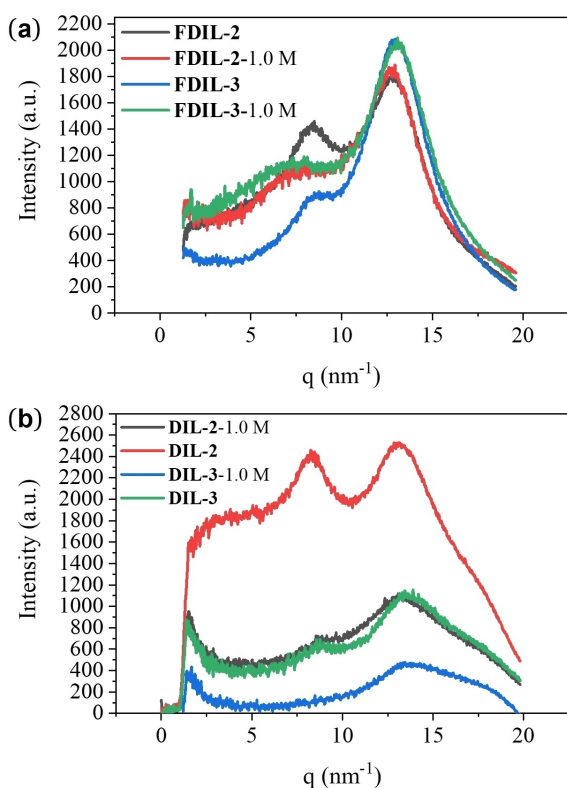 (a)
FDIL-2
FDIL-2-1.0 M
FDIL-3
FDIL-3-1.0 M
Intensity (a.u.)
2200
2000
1800
1600
1400
1200
1000
800
600
400
200
0
0 5 10 15 20
q (nm⁻¹)
(b)
DIL-2-1.0 M
DIL-2
DIL-3-1.0 M
DIL-3
Intensity (a.u.)
2800
2600
2400
2200
2000
1800
1600
1400
1200
1000
800
600
400
200
0
0 5 10 15 20
q (nm⁻¹)